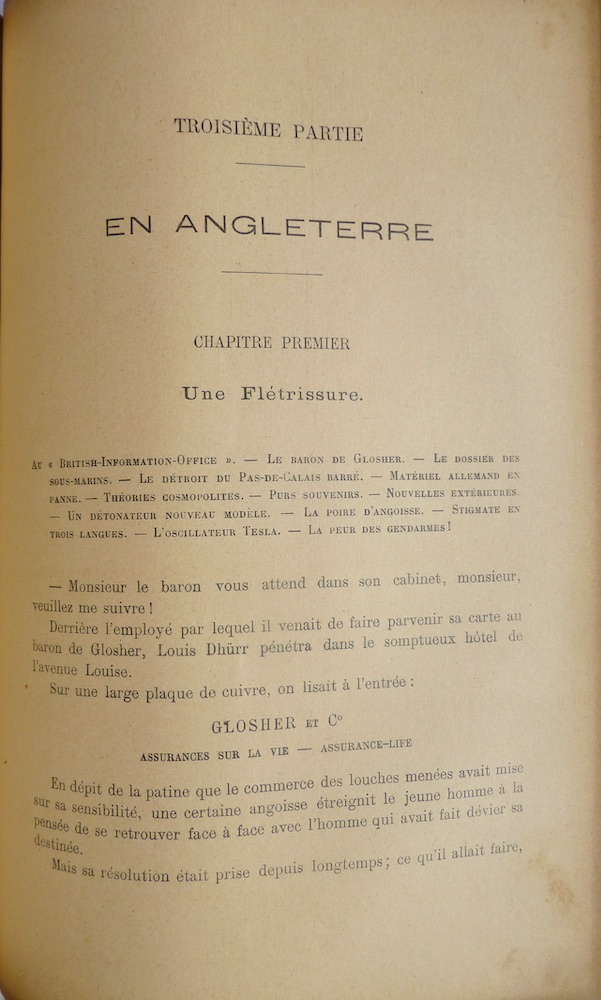 TROISIÈME PARTIE
EN ANGLETERRE
CHAPITRE PREMIER
Une Flétrissure.
Au « British-Information-Office ». — Le baron de Glosher. — Le dossier des
sous-marins. — Le détroit du Pas-de-Calais barré. — Matériel allemand en
panne. — Théories cosmopolites. — Purs souvenirs. — Nouvelles extérieures.
— Un détonateur nouveau modèle. — La poire d'angoisse. — Stigmate en
trois langues. — L'oscillateur Tesla. — La peur des gendarmes !
— Monsieur le baron vous attend dans son cabinet, monsieur,
veuillez me suivre !
Derrière l'employé par lequel il venait de faire parvenir sa carte au
baron de Glosher, Louis Dhürr pénétra dans le somptueux hôtel de
l'avenue Louise.
Sur une large plaque de cuivre, on lisait à l'entrée :
GLOSHER et Cº
ASSURANCES SUR LA VIE — ASSURANCE-LIFE
En dépit de la patine que le commerce des louches menées avait mise
sur sa sensibilité, une certaine angoisse étreignit le jeune homme à la
pensée de se retrouver face à face avec l'homme qui avait fait dévier sa
destinée.
Mais sa résolution était prise depuis longtemps; ce qu'il allait faire,